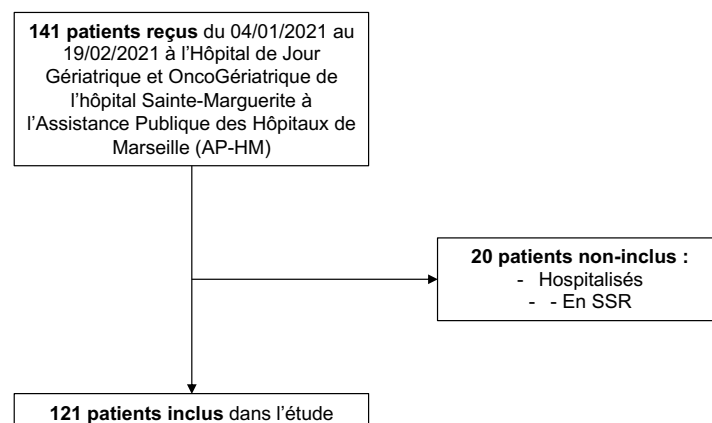 141 patients reçus du 04/01/2021 au
19/02/2021 à l'Hôpital de Jour
Gériatrique et OncoGériatrique de
l'hôpital Sainte-Marguerite à
l'Assistance Publique des Hôpitaux de
Marseille (AP-HM)
20 patients non-inclus :
- Hospitalisés
- - En SSR
121 patients inclus dans l'étude